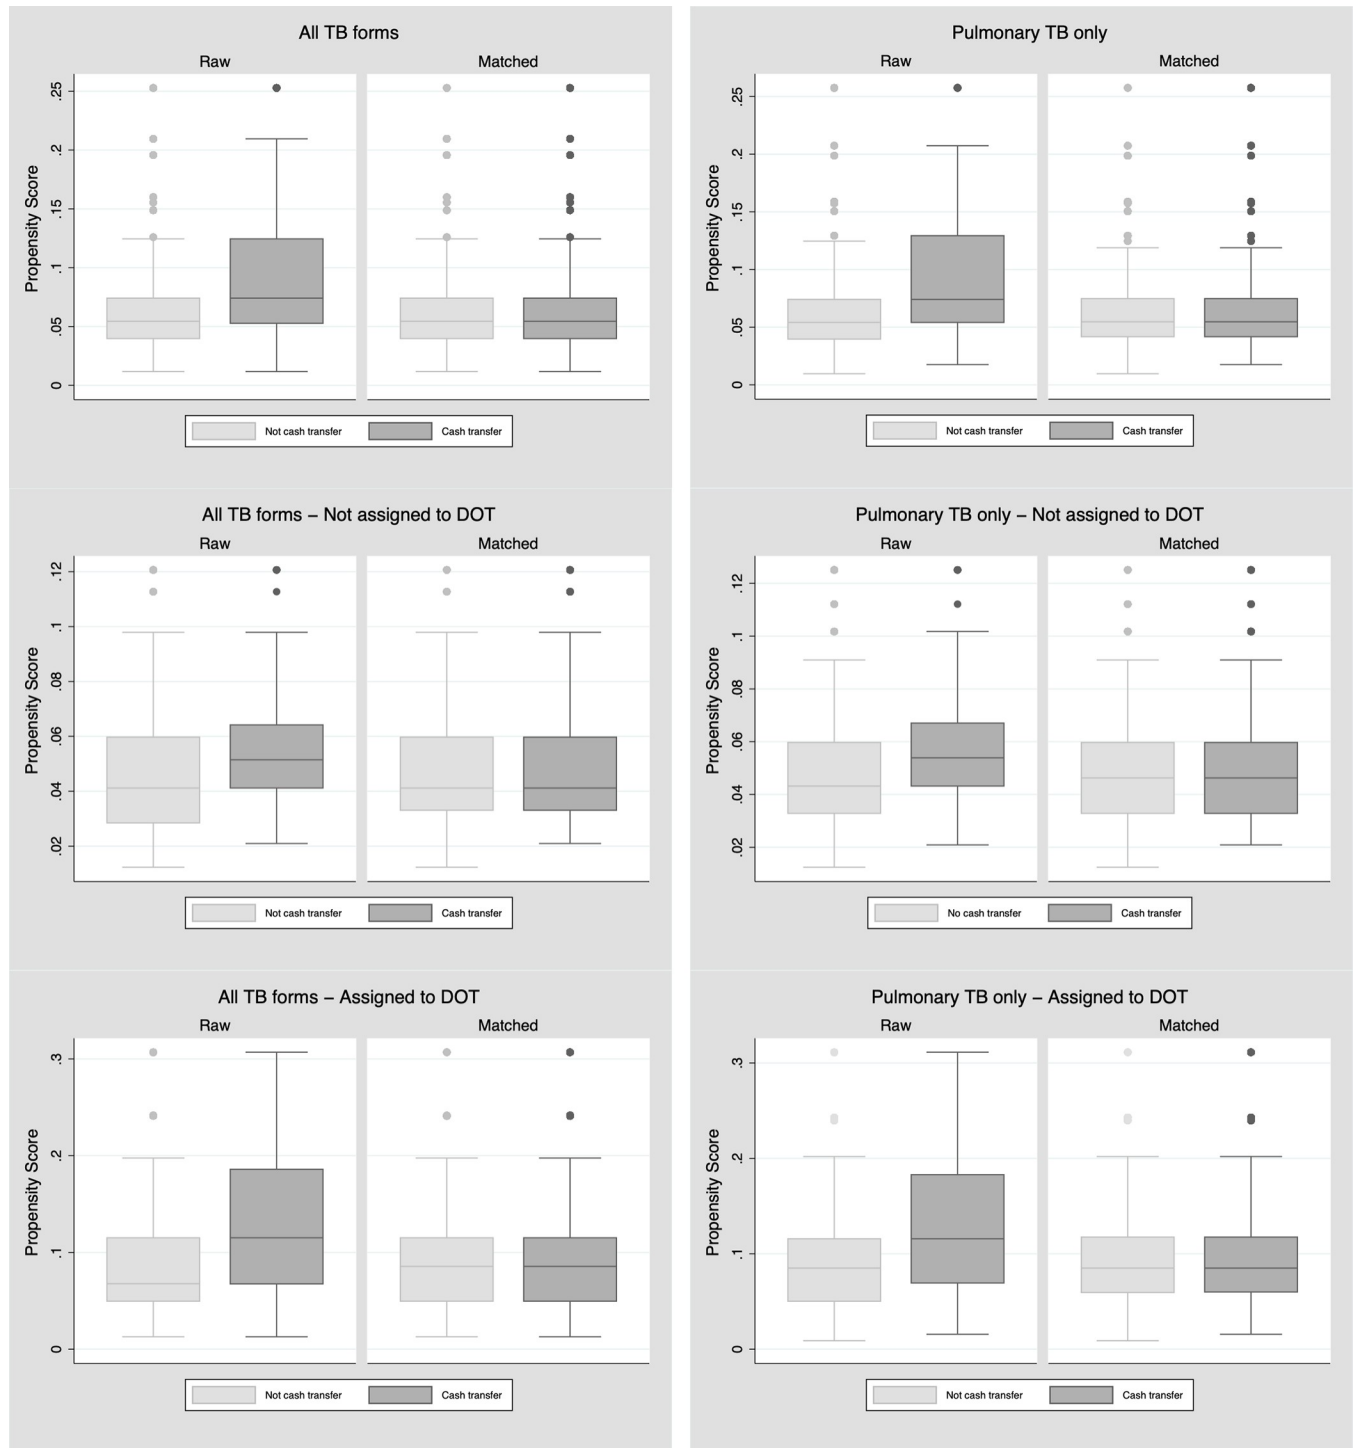 All TB forms
Raw
Matched
Propensity Score
.25
.2
.15
.1
.05
0
Not cash transfer
Cash transfer
Pulmonary TB only
Raw
Matched
Propensity Score
.25
.2
.15
.1
.05
0
Not cash transfer
Cash transfer
All TB forms – Not assigned to DOT
Raw
Matched
Propensity Score
.12
.1
.08
.06
.04
.02
Not cash transfer
Cash transfer
Pulmonary TB only – Not assigned to DOT
Raw
Matched
Propensity Score
.12
.1
.08
.06
.04
.02
No cash transfer
Cash transfer
All TB forms – Assigned to DOT
Raw
Matched
Propensity Score
.3
.2
.1
0
Not cash transfer
Cash transfer
Pulmonary TB only – Assigned to DOT
Raw
Matched
Propensity Score
.3
.2
.1
0
Not cash transfer
Cash transfer